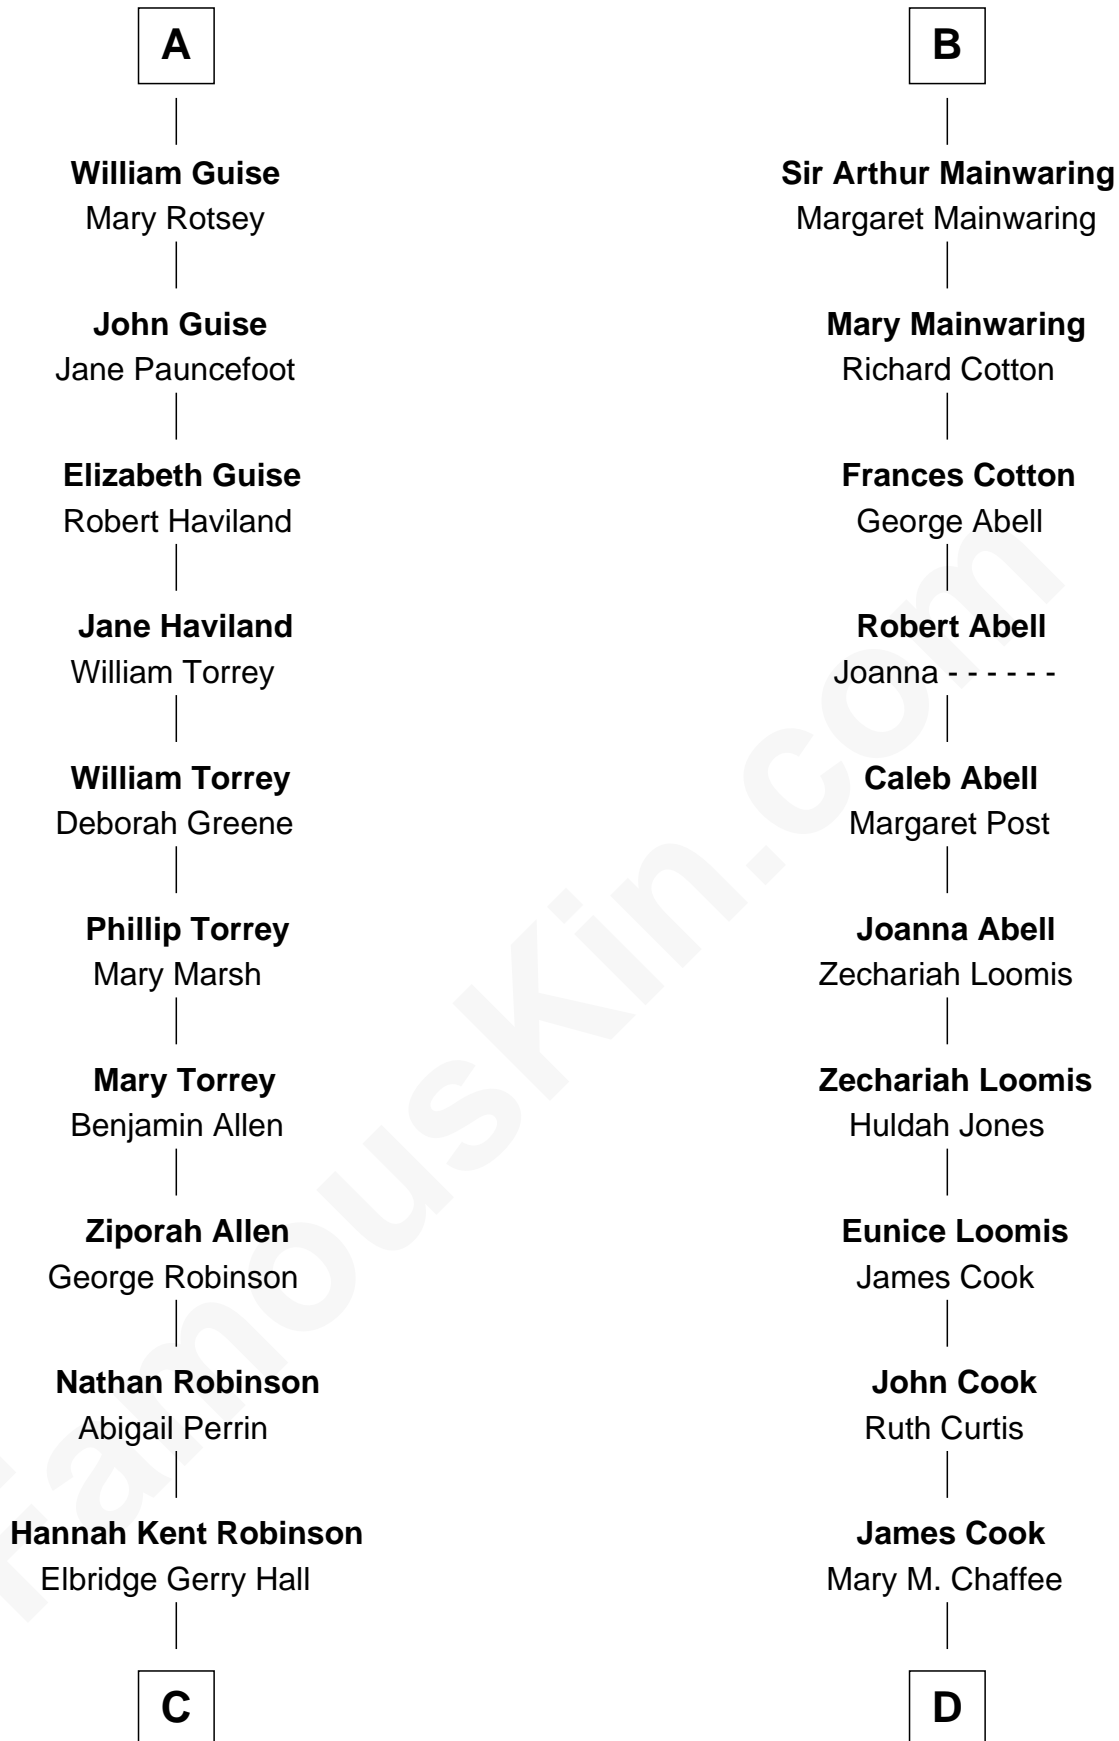 A
William Guise
Mary Rotsey
John Guise
Jane Pauncefoot
Elizabeth Guise
Robert Haviland
Jane Haviland
William Torrey
William Torrey
Deborah Greene
Phillip Torrey
Mary Marsh
Mary Torrey
Benjamin Allen
Ziporah Allen
George Robinson
Nathan Robinson
Abigail Perrin
Hannah Kent Robinson
Elbridge Gerry Hall
C
B
Sir Arthur Mainwaring
Margaret Mainwaring
Mary Mainwaring
Richard Cotton
Frances Cotton
George Abell
Robert Abell
Joanna - - - - - -
Caleb Abell
Margaret Post
Joanna Abell
Zechariah Loomis
Zechariah Loomis
Huldah Jones
Eunice Loomis
James Cook
John Cook
Ruth Curtis
James Cook
Mary M. Chaffee
D
famouskin.com